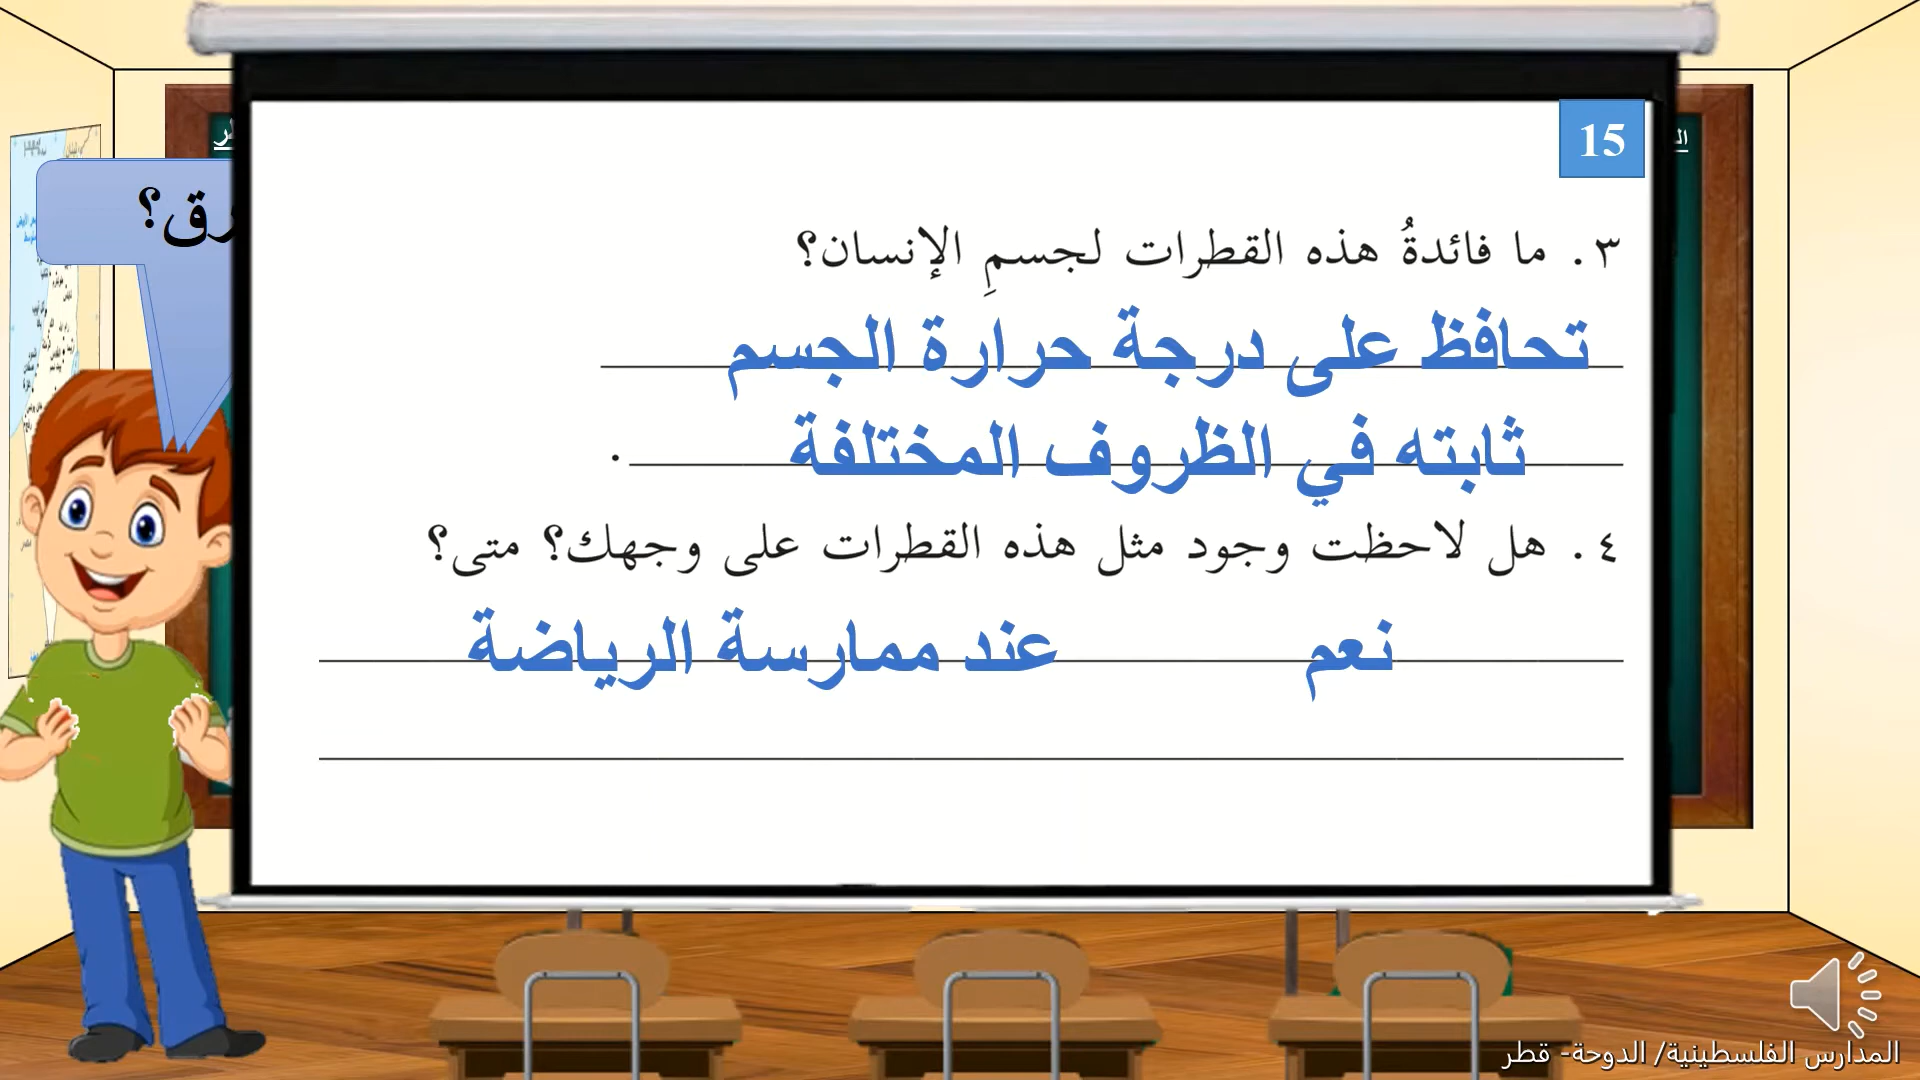 15
٣. ما فائدةُ هذه القطرات لجسمِ الإنسان؟
تحافظ على درجة حرارة الجسم
ثابته في الظروف المختلفة .
٤. هل لاحظت وجود مثل هذه القطرات على وجهك؟ متى؟
نعم عند ممارسة الرياضة
المدارس الفلسطينية/ الدوحة- قطر